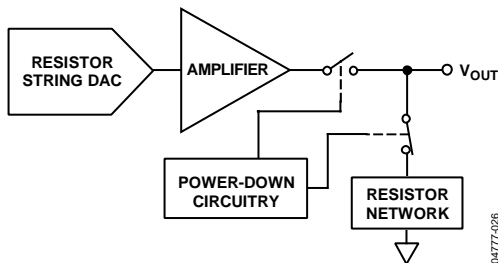 RESISTOR
STRING DAC
AMPLIFIER
VOUT
POWER-DOWN
CIRCUITRY
RESISTOR
NETWORK
04777-026